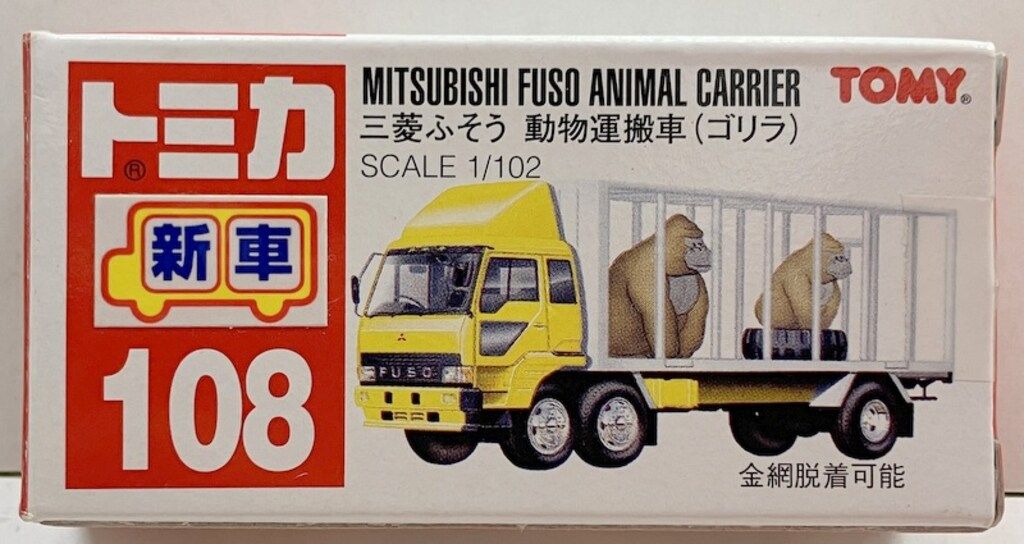 トミカ®
新車
108
MITSUBISHI FUSO ANIMAL CARRIER
TOMY®
三菱ふそう 動物運搬車(ゴリラ)
SCALE 1/102
FUSO
金網脱着可能